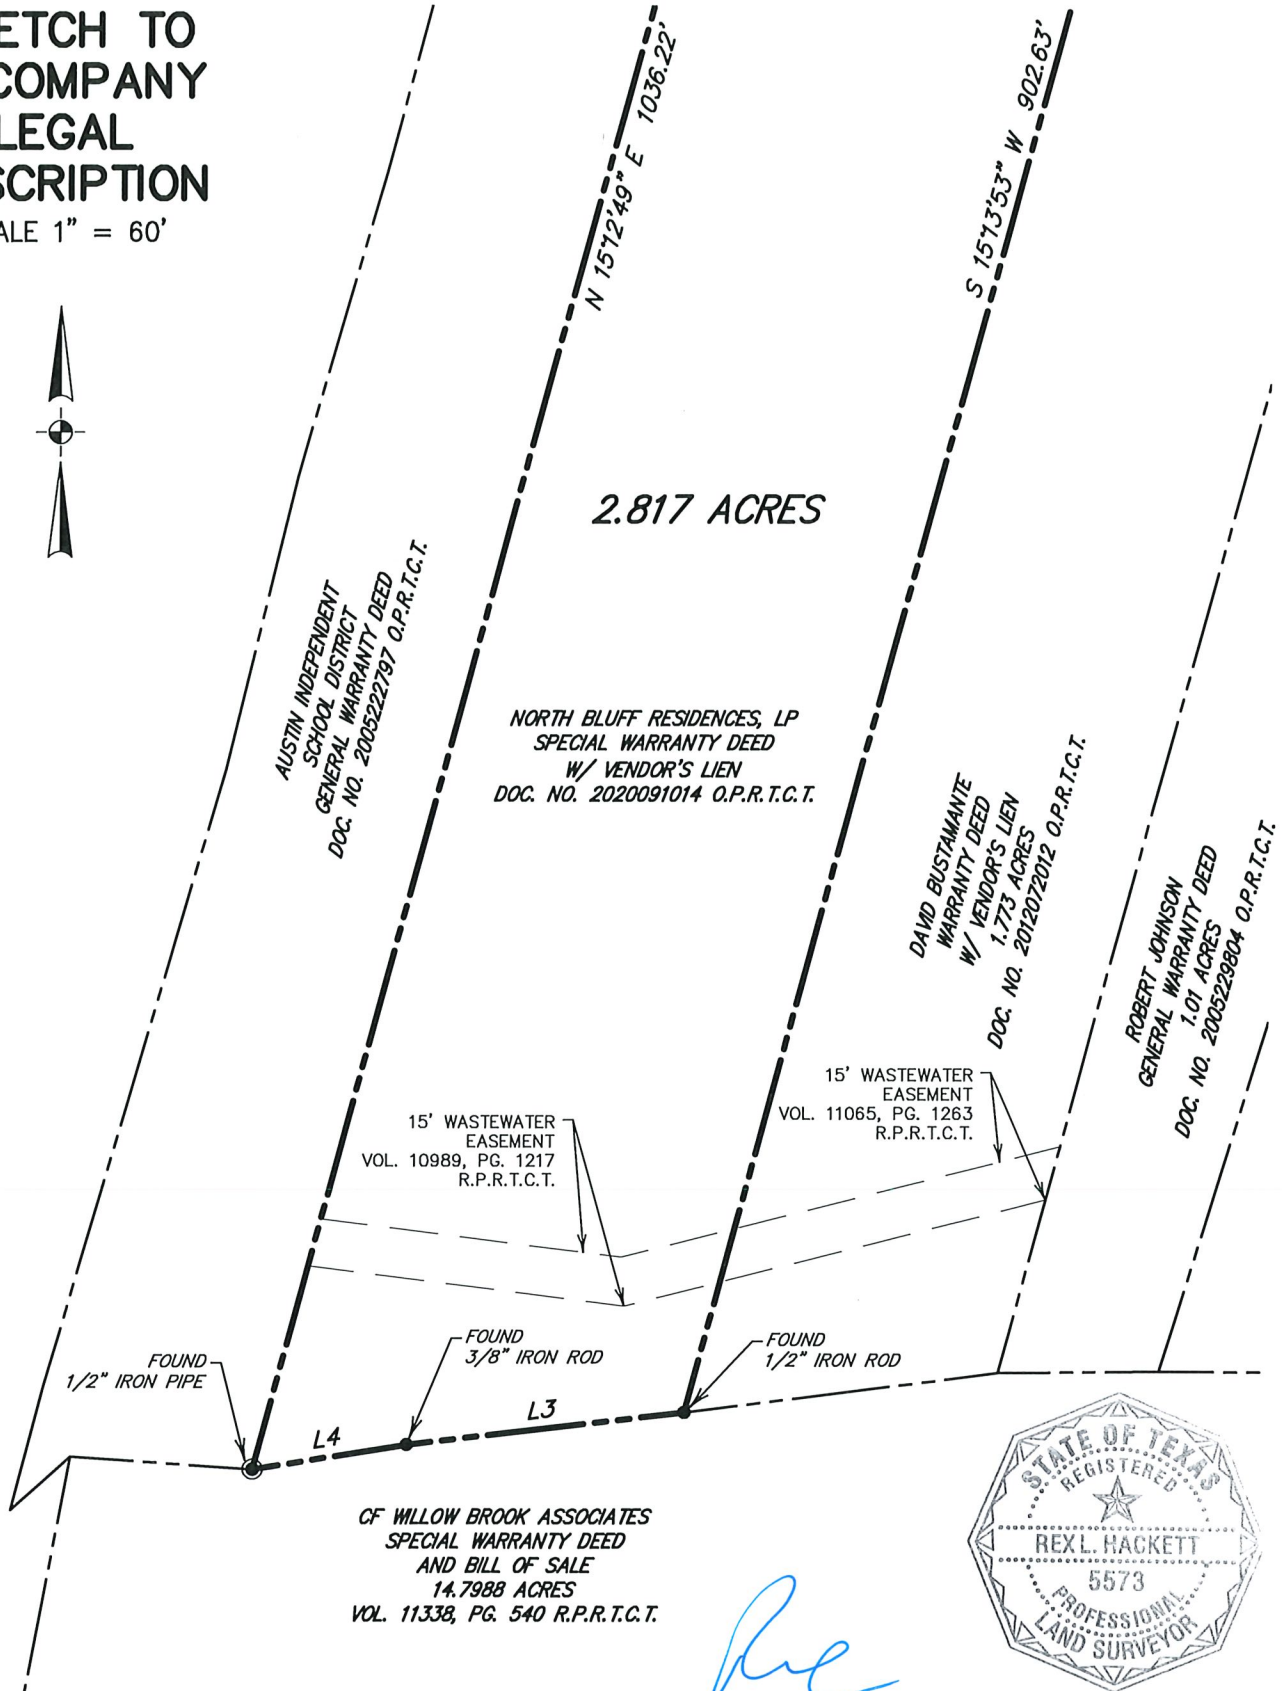 ETCH TO
COMPANY
LEGAL
SCRIPTION
ALE 1" = 60'
N 15°12'49" E 1036.22'
S 15°13'53" W 902.63'
2.817 ACRES
AUSTIN INDEPENDENT
SCHOOL DISTRICT
GENERAL WARRANTY DEED
DOC. NO. 2005222797 O.P.R.T.C.T.
NORTH BLUFF RESIDENCES, LP
SPECIAL WARRANTY DEED
W/ VENDOR'S LIEN
DOC. NO. 2020091014 O.P.R.T.C.T.
DAVID BUSTAMANTE
WARRANTY DEED
W/ VENDOR'S LIEN
1.773 ACRES
DOC. NO. 2012072012 O.P.R.T.C.T.
ROBERT JOHNSON
GENERAL WARRANTY DEED
1.01 ACRES
DOC. NO. 2005229804 O.P.R.T.C.T.
15' WASTEWATER
EASEMENT
VOL. 10989, PG. 1217
R.P.R.T.C.T.
15' WASTEWATER
EASEMENT
VOL. 11065, PG. 1263
R.P.R.T.C.T.
FOUND
1/2" IRON PIPE
FOUND
3/8" IRON ROD
FOUND
1/2" IRON ROD
L4
L3
CF WILLOW BROOK ASSOCIATES
SPECIAL WARRANTY DEED
AND BILL OF SALE
14.7988 ACRES
VOL. 11338, PG. 540 R.P.R.T.C.T.
STATE OF TEXAS
REGISTERED
REX L. HACKETT
5573
PROFESSIONAL
LAND SURVEYOR